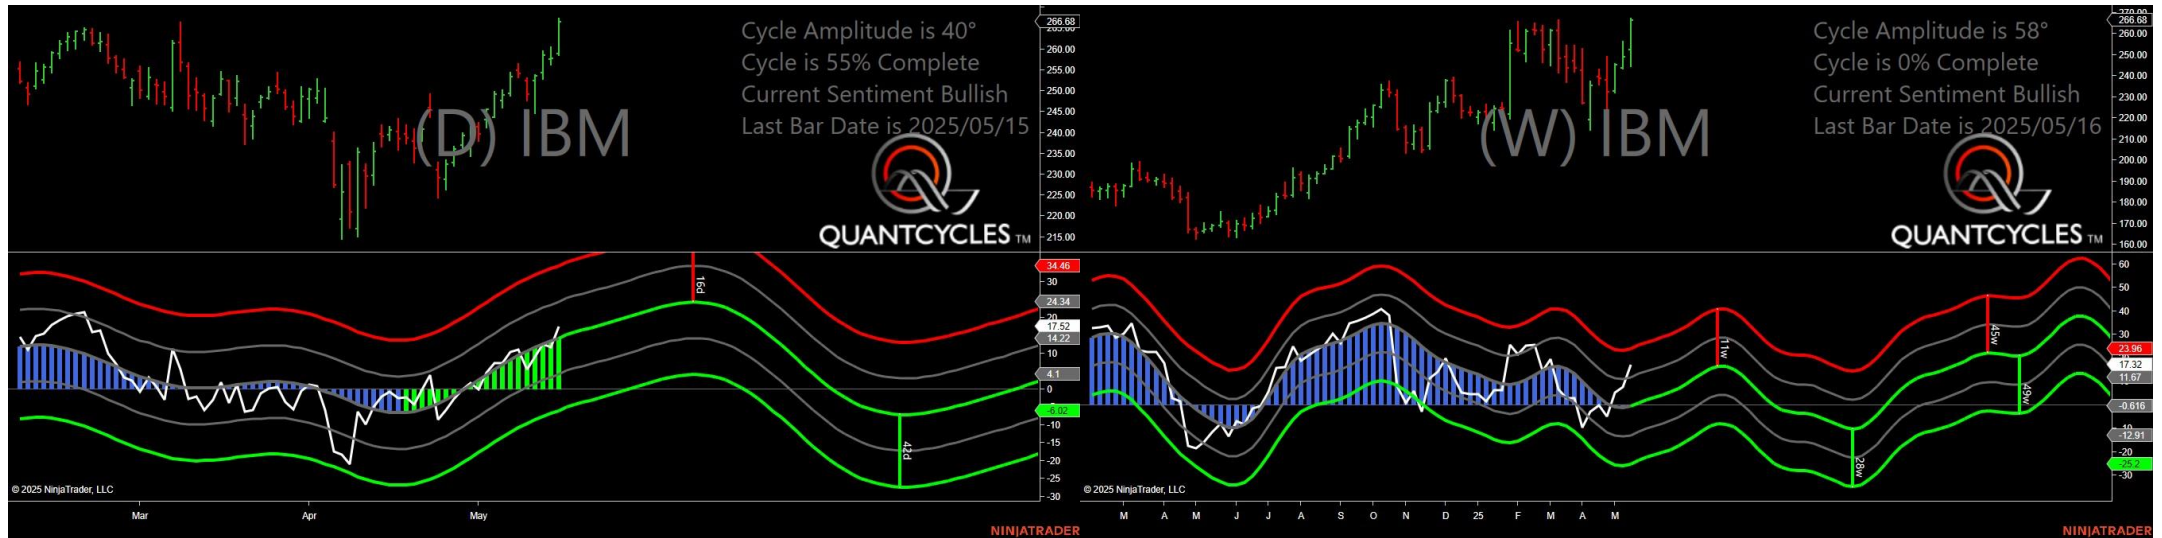 266.68
265.00
260.00
255.00
250.00
245.00
240.00
235.00
230.00
225.00
220.00
215.00
Cycle Amplitude is 40°
Cycle is 55% Complete
Current Sentiment Bullish
Last Bar Date is 2025/05/15
(D) IBM
QUANTCYCLES TM
34.46
30
24.34
20
17.52
14.22
10
4.1
0
-6.02
-10
-15
-20
-25
-30
16d
42d
© 2025 NinjaTrader, LLC
Mar
Apr
May
NINJATRADER
270.00
266.68
260.00
250.00
240.00
230.00
220.00
210.00
200.00
190.00
180.00
170.00
160.00
Cycle Amplitude is 58°
Cycle is 0% Complete
Current Sentiment Bullish
Last Bar Date is 2025/05/16
(W) IBM
QUANTCYCLES TM
60
50
40
30
23.96
17.32
11.67
-0.616
-12.91
-20
-25.2
-30
11w
28w
45w
49w
© 2025 NinjaTrader, LLC
M
A
M
J
J
A
S
O
N
D
25
F
M
A
M
NINJATRADER